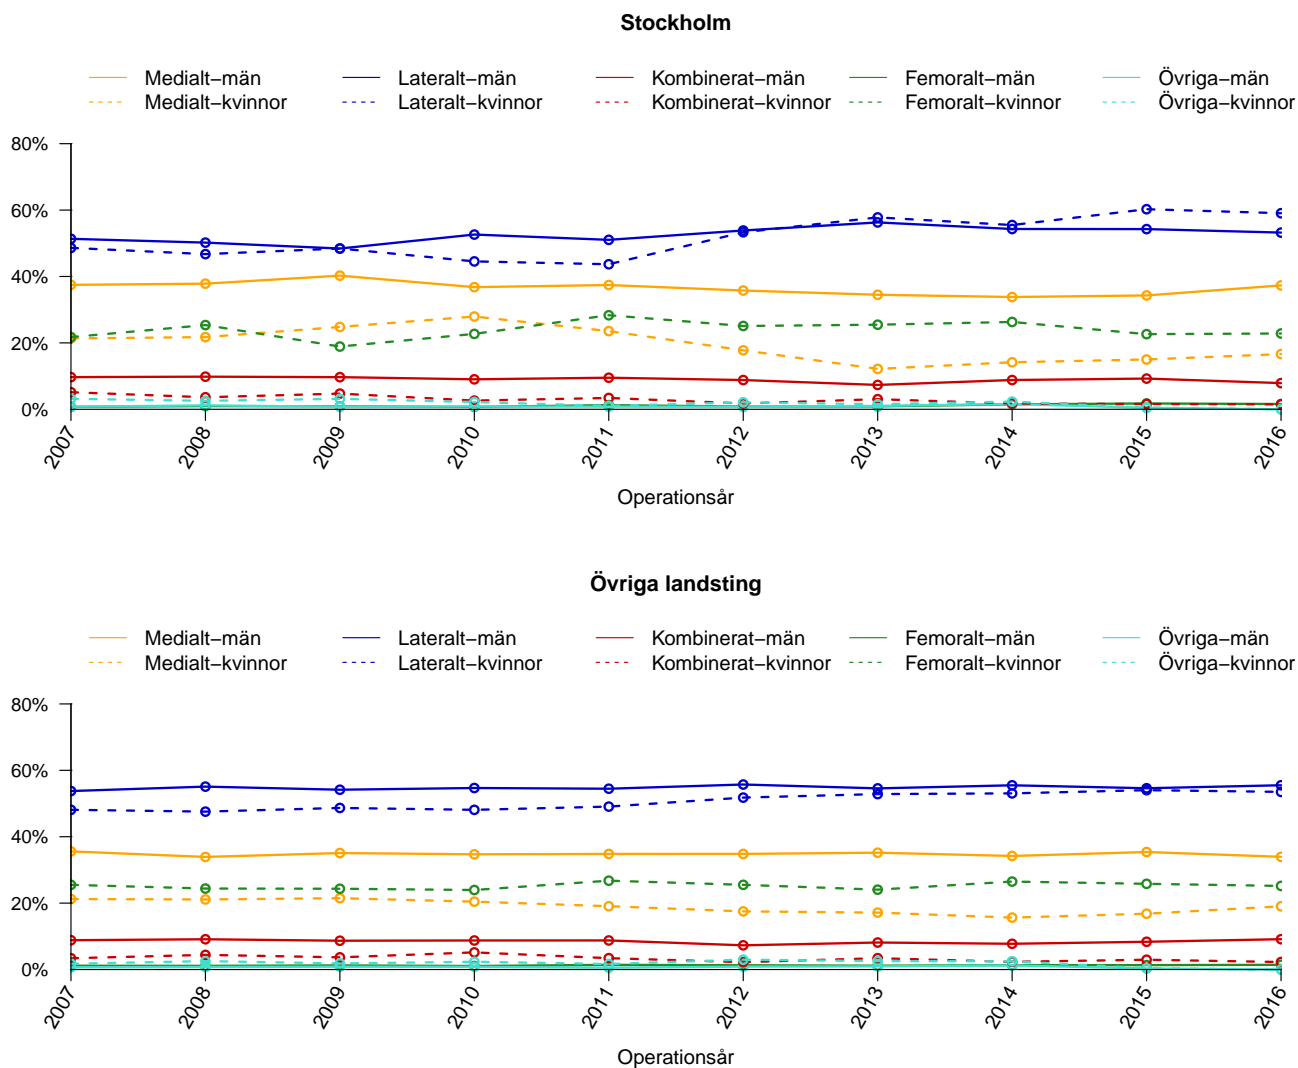 Stockholm
Medialt−män Lateralt−män Kombinerat−män Femoralt−män Övriga−män
Medialt−kvinnor Lateralt−kvinnor Kombinerat−kvinnor Femoralt−kvinnor Övriga−kvinnor
80%
60%
40%
20%
0%
2007 2008 2009 2010 2011 2012 2013 2014 2015 2016
Operationsår
Övriga landsting
Medialt−män Lateralt−män Kombinerat−män Femoralt−män Övriga−män
Medialt−kvinnor Lateralt−kvinnor Kombinerat−kvinnor Femoralt−kvinnor Övriga−kvinnor
80%
60%
40%
20%
0%
2007 2008 2009 2010 2011 2012 2013 2014 2015 2016
Operationsår